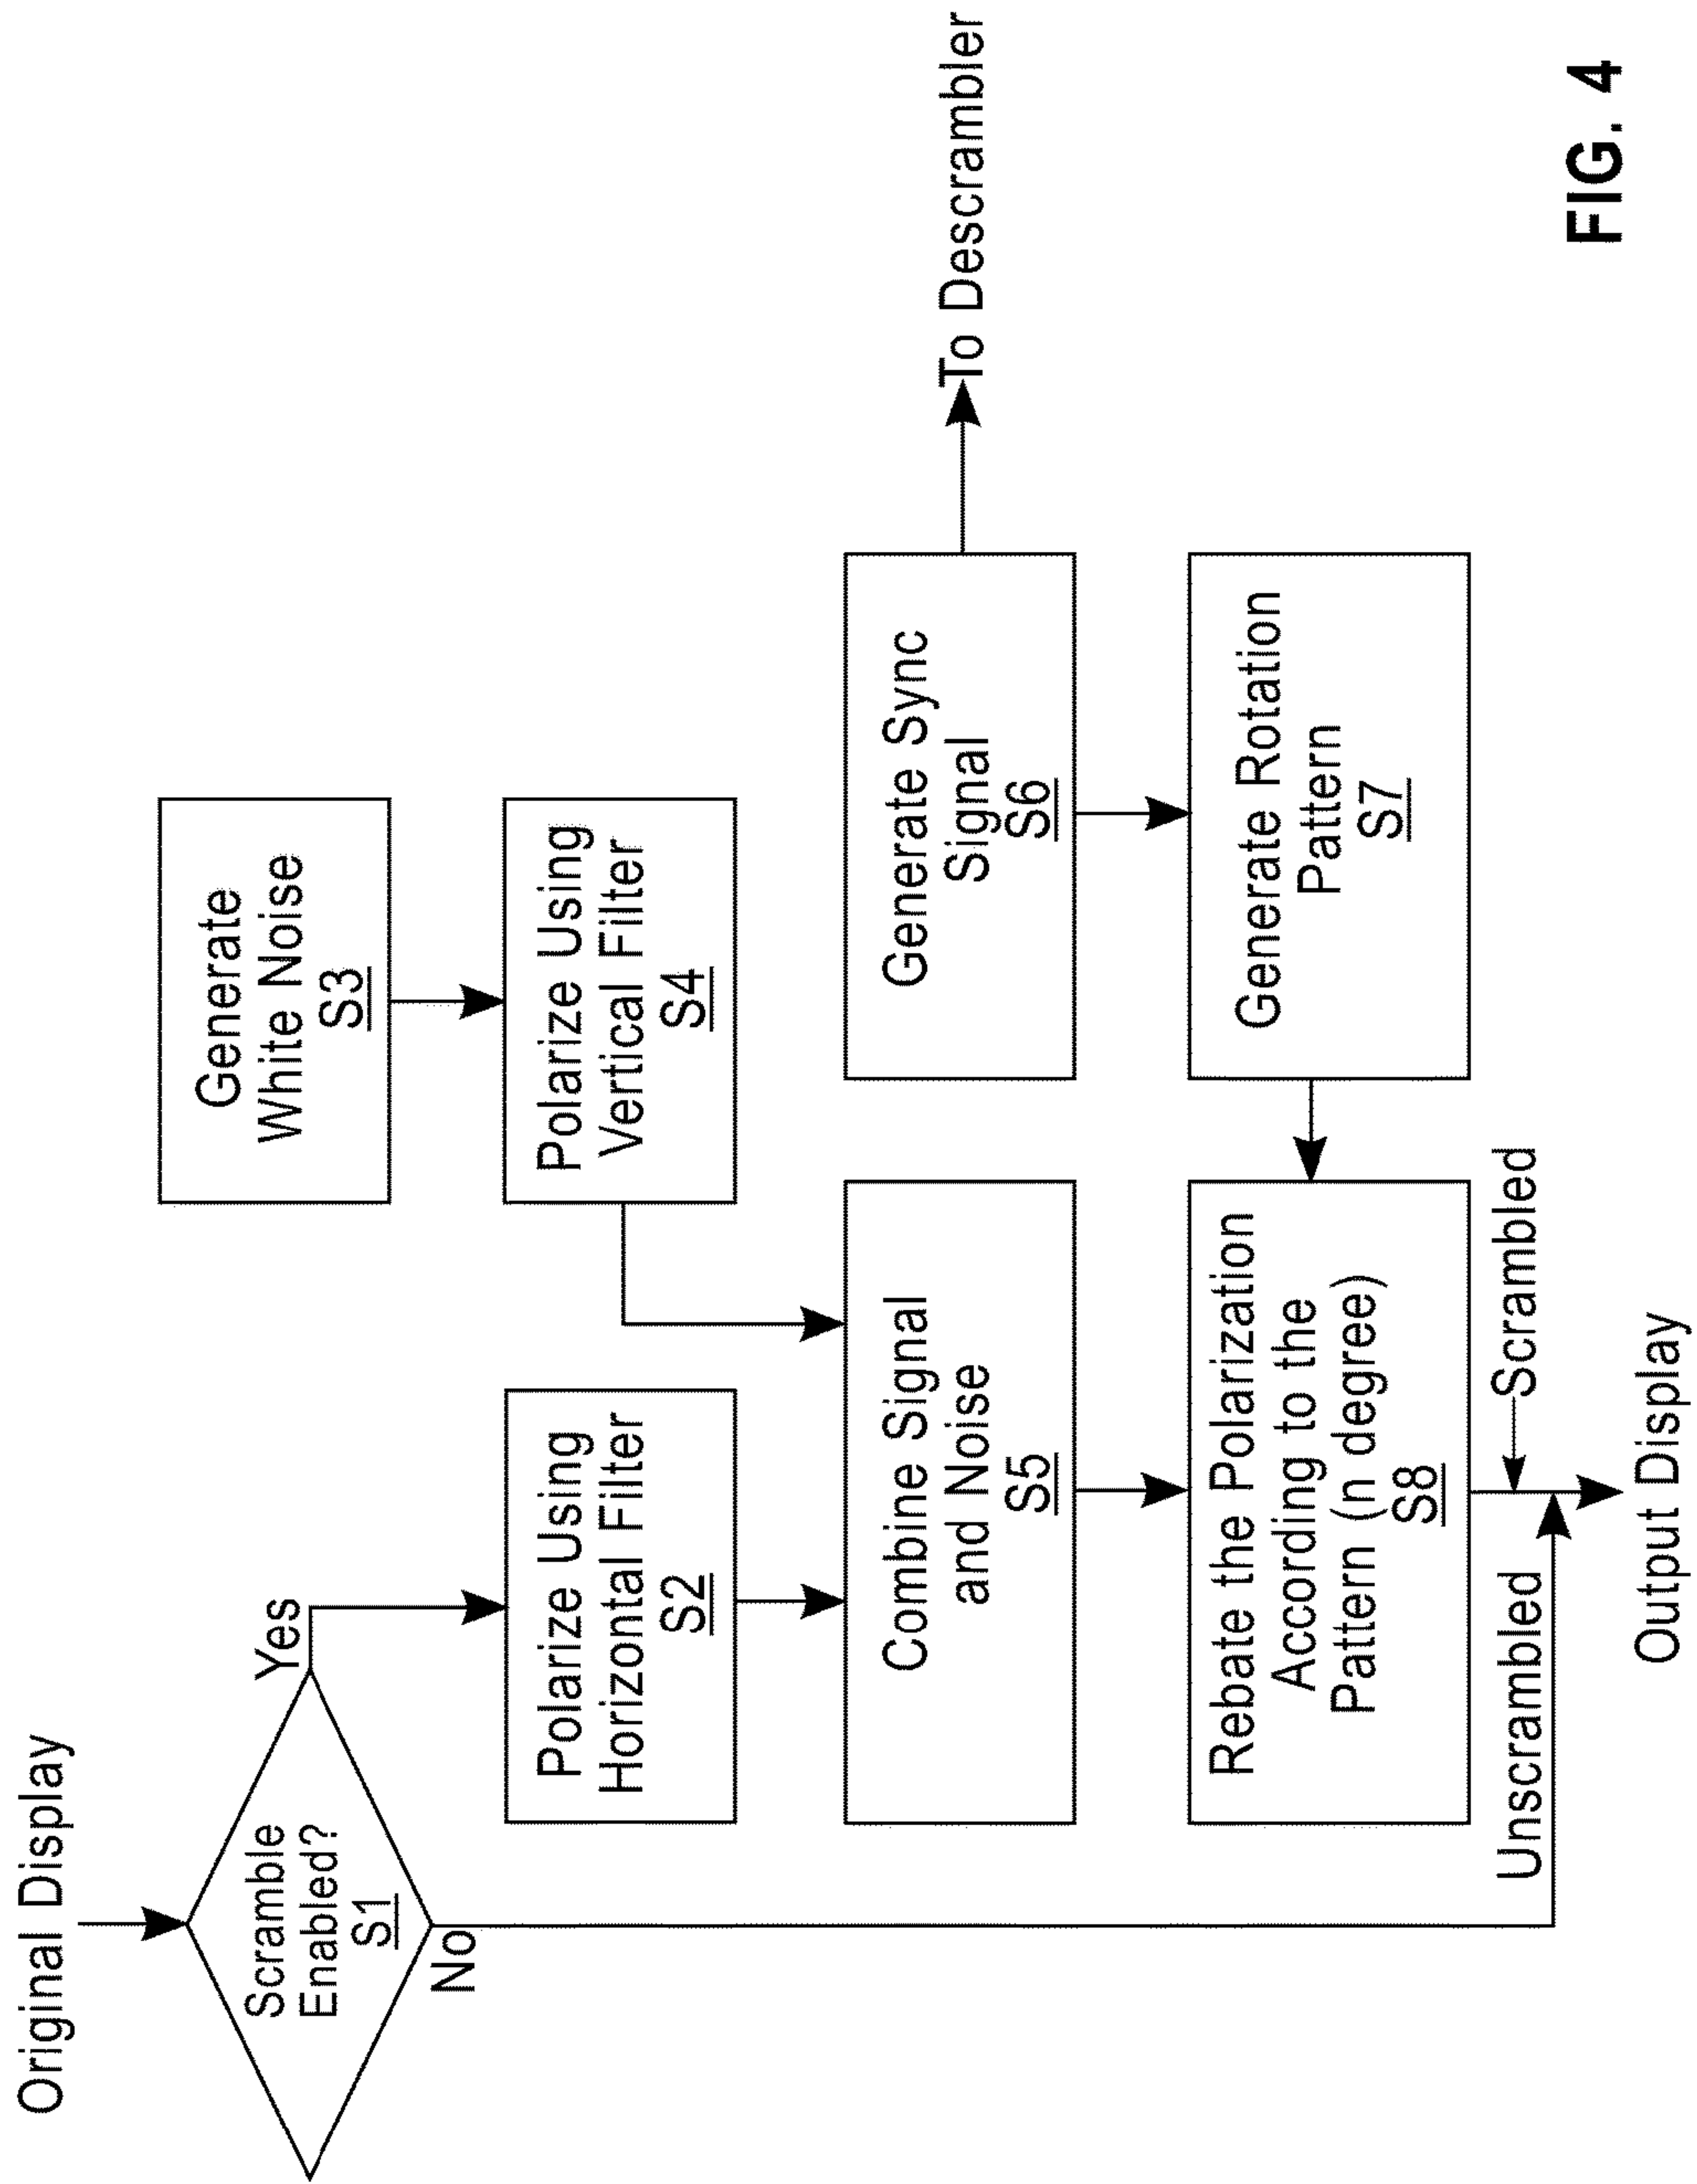 Original Display
Scramble
Enabled?
S1
Yes
No
Generate
White Noise
S3
Polarize Using
Horizontal Filter
S2
Polarize Using
Vertical Filter
S4
Combine Signal
and Noise
S5
Generate Sync
Signal
S6
To Descrambler
Rebate the Polarization
According to the
Pattern (n degree)
S8
Generate Rotation
Pattern
S7
Unscrambled
Scrambled
Output Display
FIG. 4